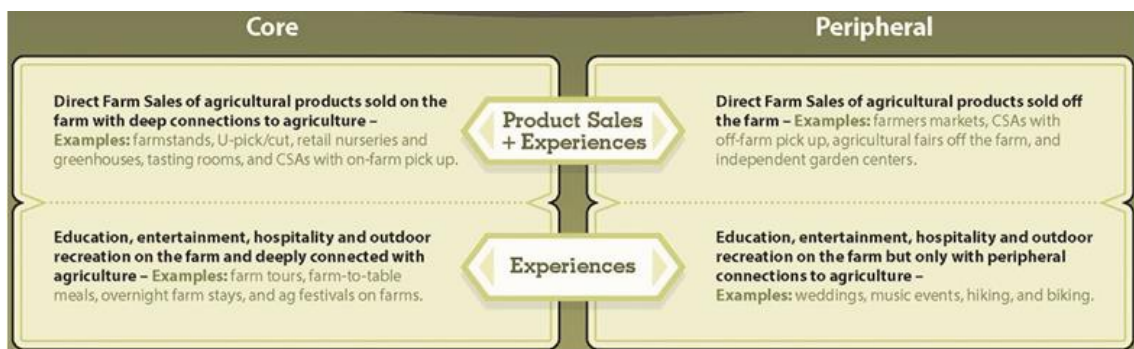 Core
Peripheral
Direct Farm Sales of agricultural products sold on the
farm with deep connections to agriculture –
Examples: farmstands, U-pick/cut, retail nurseries and
greenhouses, tasting rooms, and CSAs with on-farm pick up.
Product Sales
+ Experiences
Direct Farm Sales of agricultural products sold off
the farm – Examples: farmers markets, CSAs with
off-farm pick up, agricultural fairs off the farm, and
independent garden centers.
Education, entertainment, hospitality and outdoor
recreation on the farm and deeply connected with
agriculture – Examples: farm tours, farm-to-table
meals, overnight farm stays, and ag festivals on farms.
Experiences
Education, entertainment, hospitality and outdoor
recreation on the farm but only with peripheral
connections to agriculture –
Examples: weddings, music events, hiking, and biking.